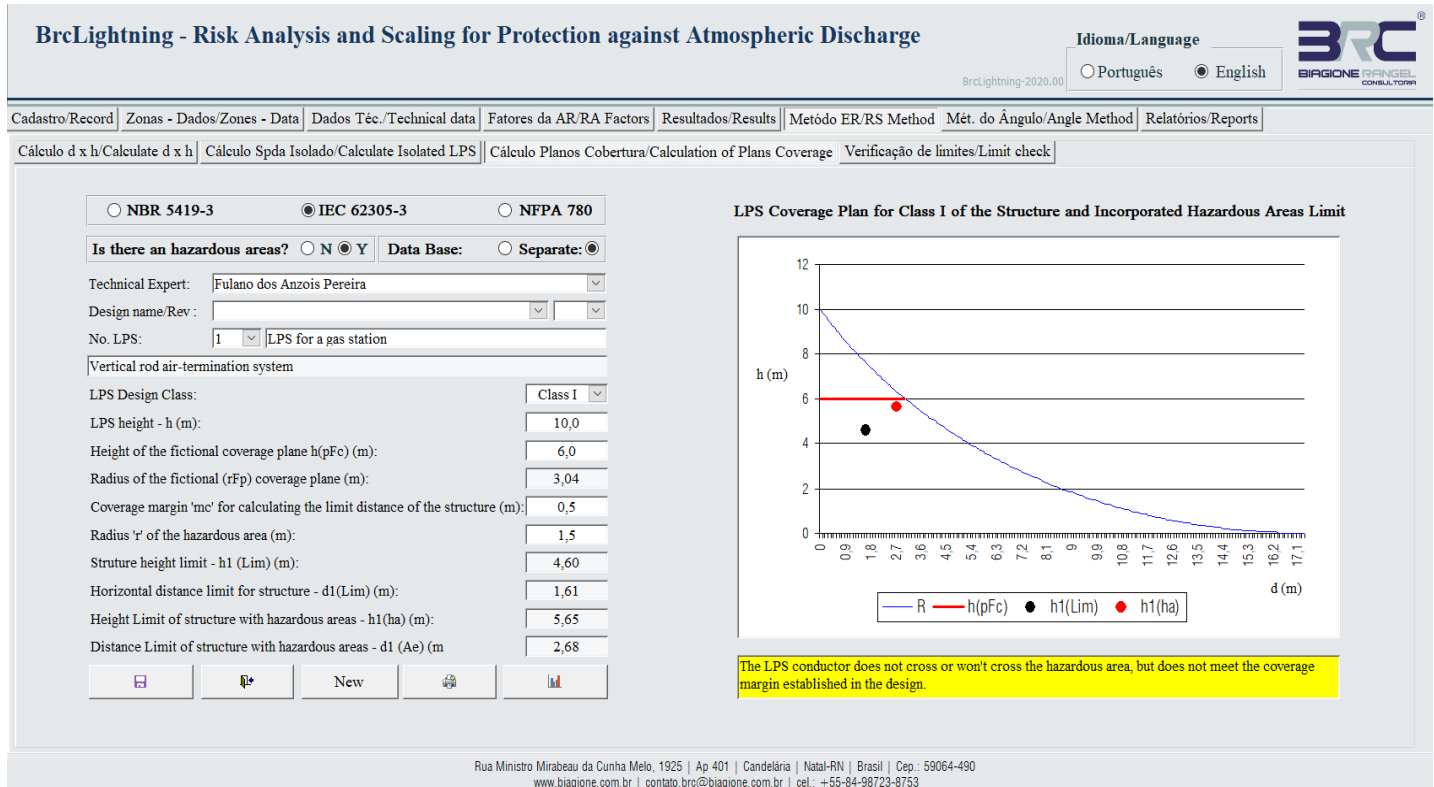 BrcLightning - Risk Analysis and Scaling for Protection against Atmospheric Discharge
BrcLightning-2020.00
Idioma/Language
Português English
BRC ®
BIAGIONE RANGEL
CONSULTORIA
Cadastro/Record Zonas - Dados/Zones - Data Dados Téc./Technical data Fatores da AR/RA Factors Resultados/Results Metódo ER/RS Method Mét. do Ângulo/Angle Method Relatórios/Reports
Cálculo d x h/Calculate d x h Cálculo Spda Isolado/Calculate Isolated LPS Cálculo Planos Cobertura/Calculation of Plans Coverage Verificação de limites/Limit check
NBR 5419-3 IEC 62305-3 NFPA 780
Is there an hazardous areas? N Y Data Base: Separate:
Technical Expert: Fulano dos Anzois Pereira
Design name/Rev :
No. LPS: 1 LPS for a gas station
Vertical rod air-termination system
LPS Design Class: Class I
LPS height - h (m): 10,0
Height of the fictional coverage plane h(pFc) (m): 6,0
Radius of the fictional (rFp) coverage plane (m): 3,04
Coverage margin 'mc' for calculating the limit distance of the structure (m): 0,5
Radius 'r' of the hazardous area (m): 1,5
Struture height limit - h1 (Lim) (m): 4,60
Horizontal distance limit for structure - d1(Lim) (m): 1,61
Height Limit of structure with hazardous areas - h1(ha) (m): 5,65
Distance Limit of structure with hazardous areas - d1 (Ae) (m 2,68
New
LPS Coverage Plan for Class I of the Structure and Incorporated Hazardous Areas Limit
12
10
8
h (m)
6
4
2
0
0 0,9 1,8 2,7 3,6 4,5 5,4 6,3 7,2 8,1 9 9,9 10,8 11,7 12,6 13,5 14,4 15,3 16,2 17,1
d (m)
R h(pFc) h1(Lim) h1(ha)
The LPS conductor does not cross or won't cross the hazardous area, but does not meet the coverage
margin established in the design.
Rua Ministro Mirabeau da Cunha Melo, 1925 | Ap 401 | Candelária | Natal-RN | Brasil | Cep.: 59064-490
www.biagione.com.br | contato.brc@biagione.com.br | cel.: +55-84-98723-8753